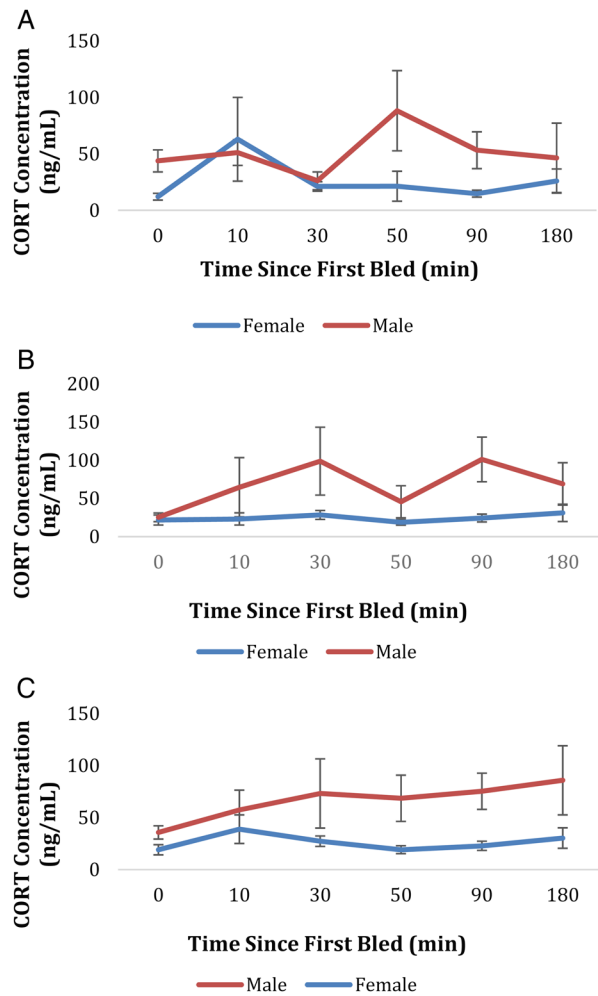 A
CORT Concentration
(ng/mL)
150
100
50
0
0 10 30 50 90 180
Time Since First Bled (min)
Female Male
B
CORT Concentration
(ng/mL)
200
150
100
50
0
0 10 30 50 90 180
Time Since First Bled (min)
Female Male
C
CORT Concentration
(ng/mL)
150
100
50
0
0 10 30 50 90 180
Time Since First Bled (min)
Male Female